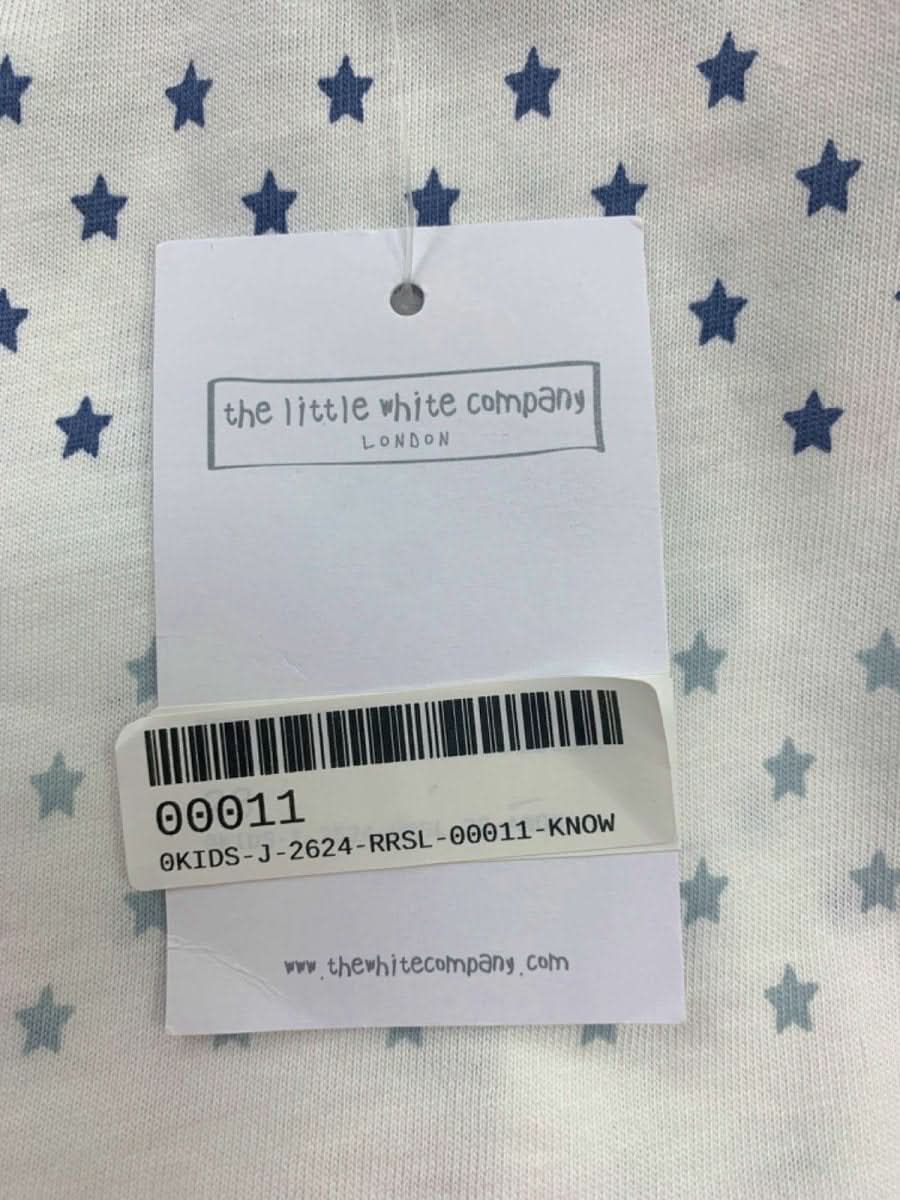 the little white company
LONDON
00011
0KIDS-J-2624-RRSL-00011-KNOW
www.thewhitecompany.com